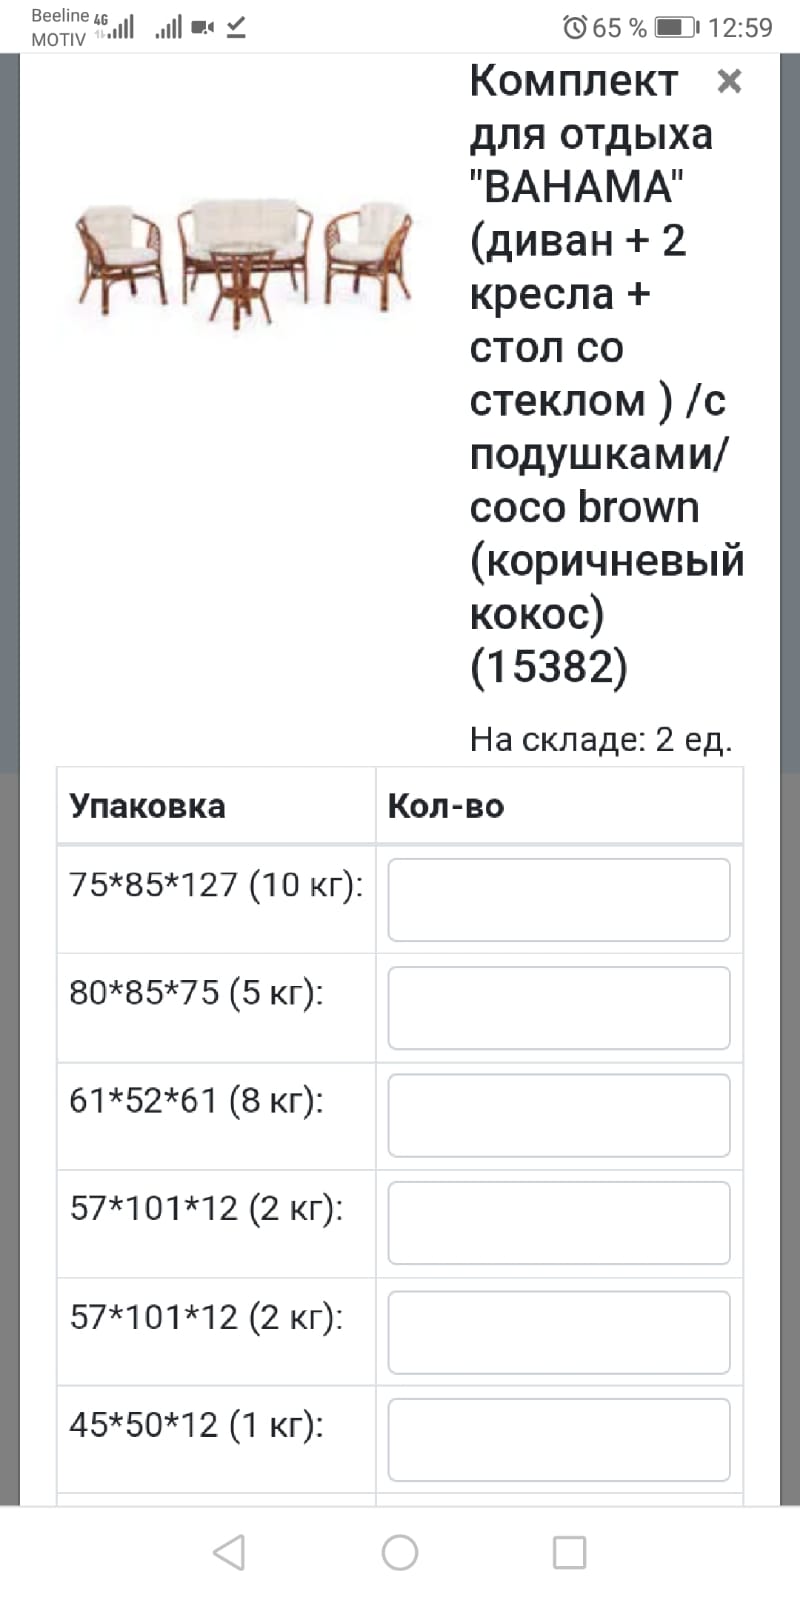 Beeline 4G
MOTIV
65 % 12:59
Комплект ×
для отдыха
"BAHAMA"
(диван + 2
кресла +
стол со
стеклом ) /с
подушками/
coco brown
(коричневый
кокос)
(15382)
На складе: 2 ед.
Упаковка Кол-во
75*85*127 (10 кг):
80*85*75 (5 кг):
61*52*61 (8 кг):
57*101*12 (2 кг):
57*101*12 (2 кг):
45*50*12 (1 кг):